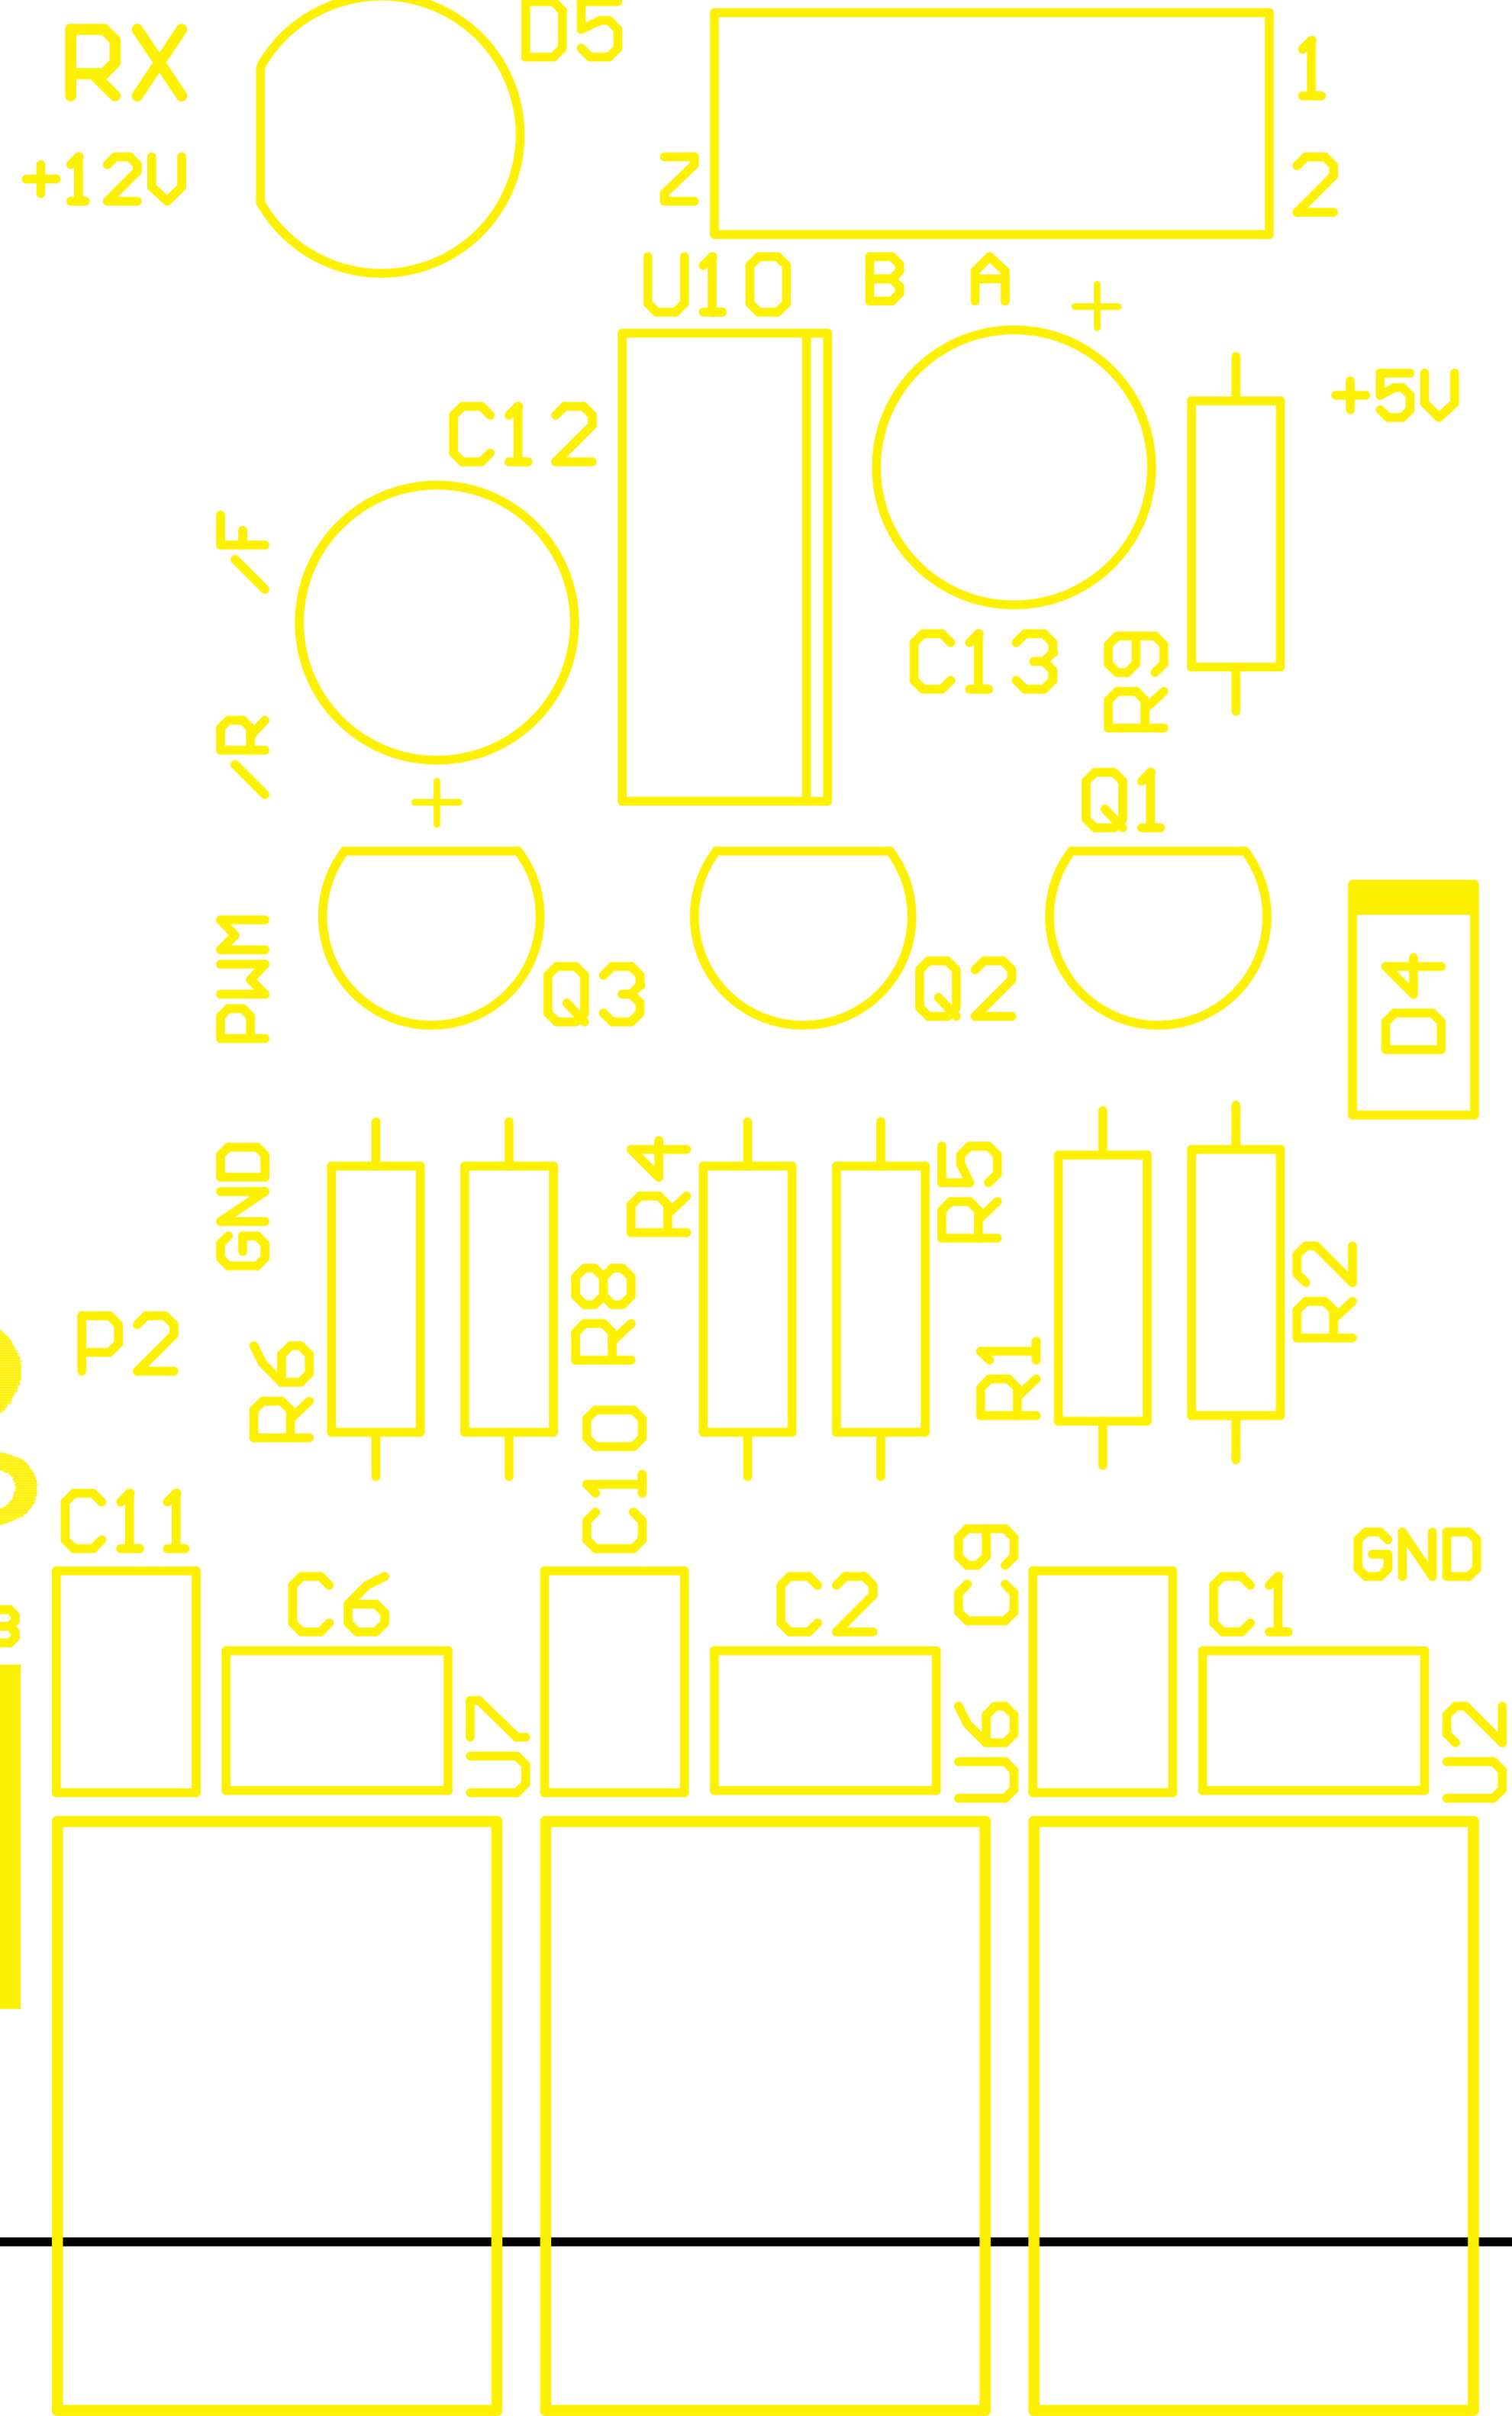 RX
D5
1
+12V
Z
2
U10
B
A
+
+5V
C12
/F
C13
R9
/R
+
Q1
PWM
Q3
Q2
D4
GND
R4
R5
R8
R2
P2
R6
R1
C10
C11
C9
GND
C6
C2
C1
U7
U6
U2